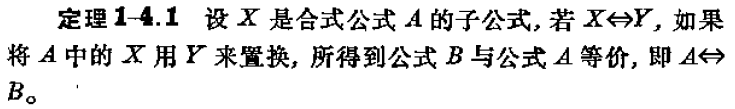 定理1-4.1 设 X 是合式公式 A 的子公式, 若 X⇔Y, 如果
将 A 中的 X 用 Y 来置换, 所得到公式 B 与公式 A 等价, 即 A⇔
B。